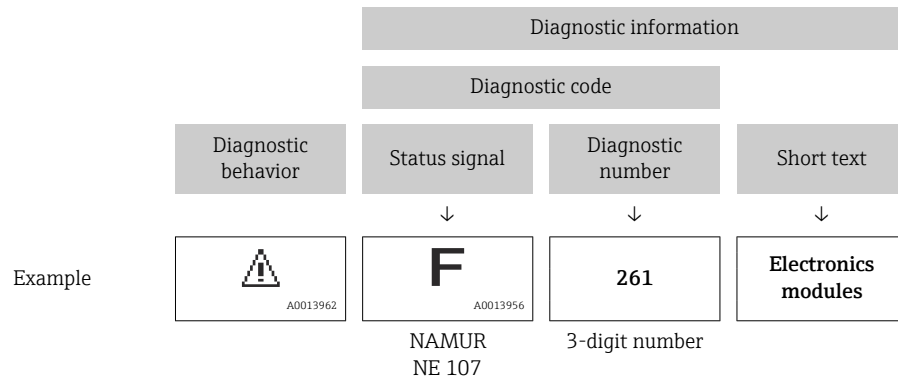 Diagnostic information
Diagnostic code
Diagnostic
behavior
Status signal
Diagnostic
number
Short text
↓
↓
↓
Example
A0013962
F
A0013956
261
Electronics
modules
NAMUR
NE 107
3-digit number